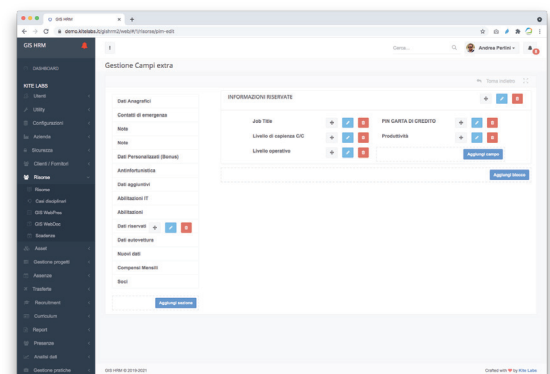 GIS HRM
demo.kitelabs.it/gishrm2/web#/1/risorse/pim-edit
GIS HRM
Cerca...
Andrea Perlini
DASHBOARD
KITE LABS
Utenti
Utility
Configurazioni
Azienda
Sicurezza
Clienti / Fornitori
Risorse
Risorse
Casi disciplinari
GIS WebPres
GIS WebDoc
Scadenze
Asset
Gestione progetti
Assenze
Trasferte
Recruitment
Curriculum
Report
Presenze
Analisi dati
Gestione pratiche
Gestione Campi extra
Torna indietro
Dati Anagrafici
Contatti di emergenza
Note
Note
Dati Personalizzati (Bonus)
Antinfortunistica
Dati aggiuntivi
Abilitazioni IT
Abilitazioni
Dati riservati
Dati autovettura
Nuovi dati
Compensi Mensili
Soci
Aggiungi sezione
INFORMAZIONI RISERVATE
Job Title
PIN CARTA DI CREDITO
Livello di capienza C/C
Produttività
Livello operativo
Aggiungi campo
Aggiungi blocco
GIS HRM © 2019-2021
Crafted with ❤ by Kite Labs